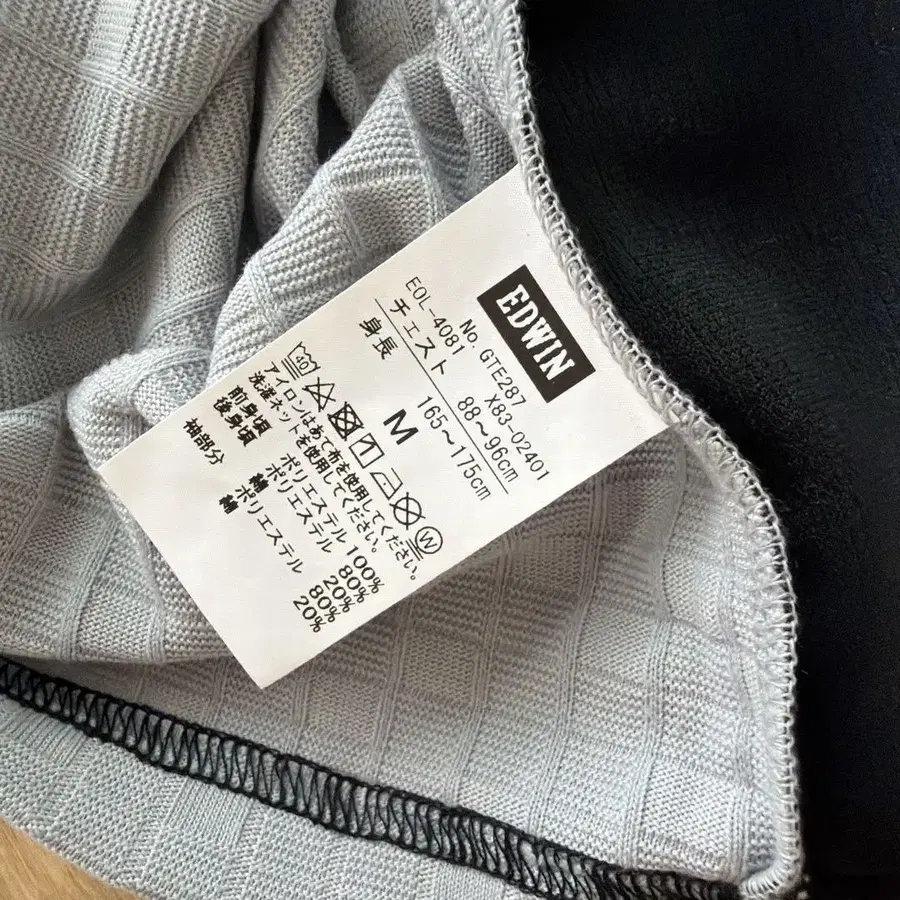 EDWIN
No. GTE287
X83-02401
EOL-4081
チェスト 88～96cm
身長 165～175cm
M
40
W
アイロンはあて布を使用してください。
洗濯ネットを使用してください。
前身頃 ポリエステル 100%
後身頃 綿 ポリエステル 80%
20%
袖部分 綿 ポリエステル 80%
20%